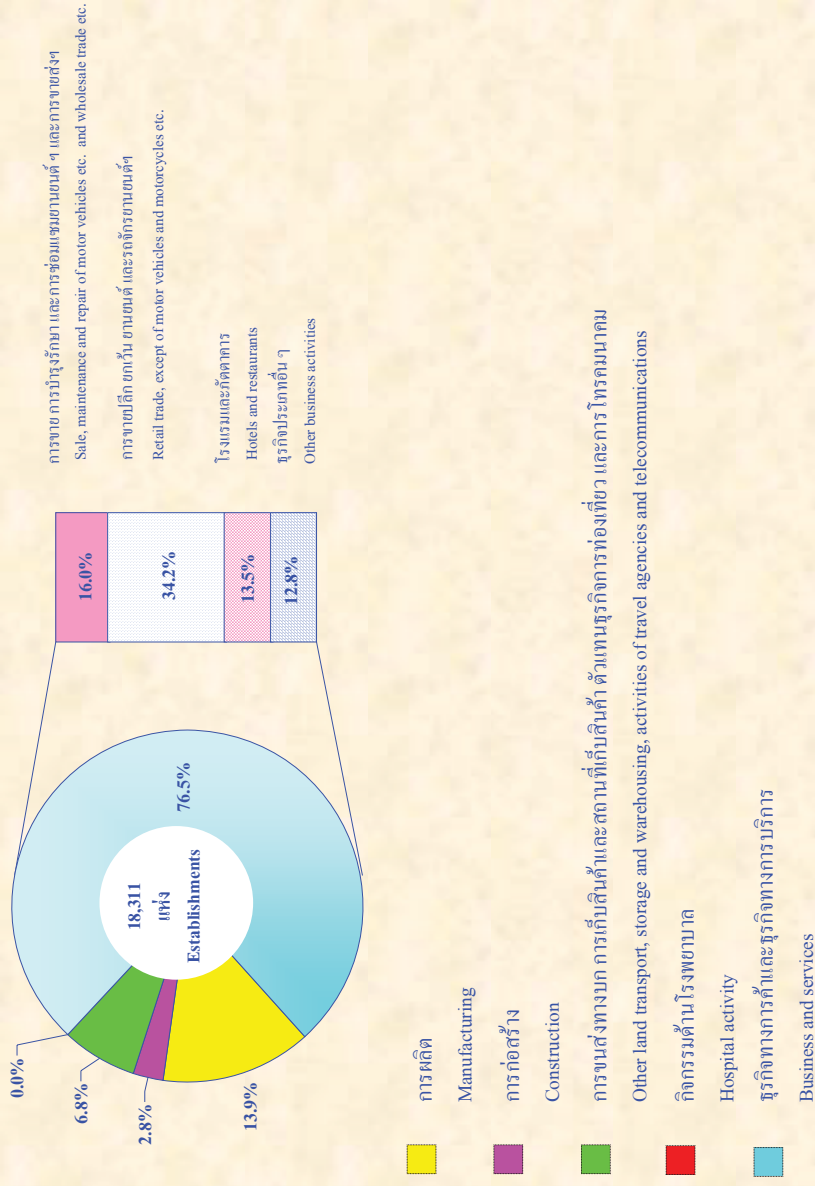 การขาย การบำรุงรักษา และการซ่อมแซมยานยนต์ ฯ และการขายส่งฯ
Sale, maintenance and repair of motor vehicles etc. and wholesale trade etc.
การขายปลีก ยกเว้น ยานยนต์ และรถจักรยานยนต์ฯ
Retail trade, except of motor vehicles and motorcycles etc.
โรงแรมและภัตตาคาร
Hotels and restaurants
ธุรกิจประเภทอื่น ๆ
Other business activities
16.0%
34.2%
13.5%
12.8%
0.0%
6.8%
2.8%
13.9%
76.5%
18,311
แห่ง
Establishments
การผลิต
Manufacturing
การก่อสร้าง
Construction
การขนส่งทางบก การเก็บสินค้าและสถานที่เก็บสินค้า ตัวแทนธุรกิจการท่องเที่ยว และการโทรคมนาคม
Other land transport, storage and warehousing, activities of travel agencies and telecommunications
กิจกรรมด้านโรงพยาบาล
Hospital activity
ธุรกิจทางการค้าและธุรกิจทางการบริการ
Business and services